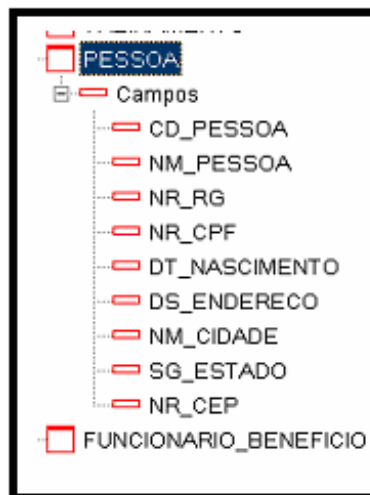 PESSOA
Campos
CD_PESSOA
NM_PESSOA
NR_RG
NR_CPF
DT_NASCIMENTO
DS_ENDERECO
NM_CIDADE
SG_ESTADO
NR_CEP
FUNCIONARIO_BENEFICIO